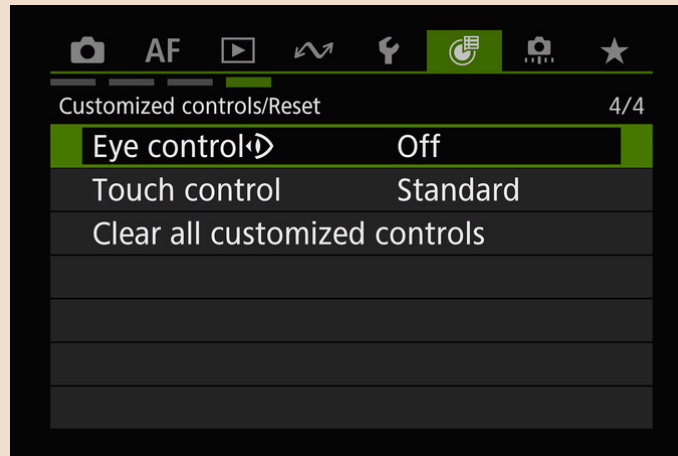 AF
Customized controls/Reset 4/4
Eye control Off
Touch control Standard
Clear all customized controls